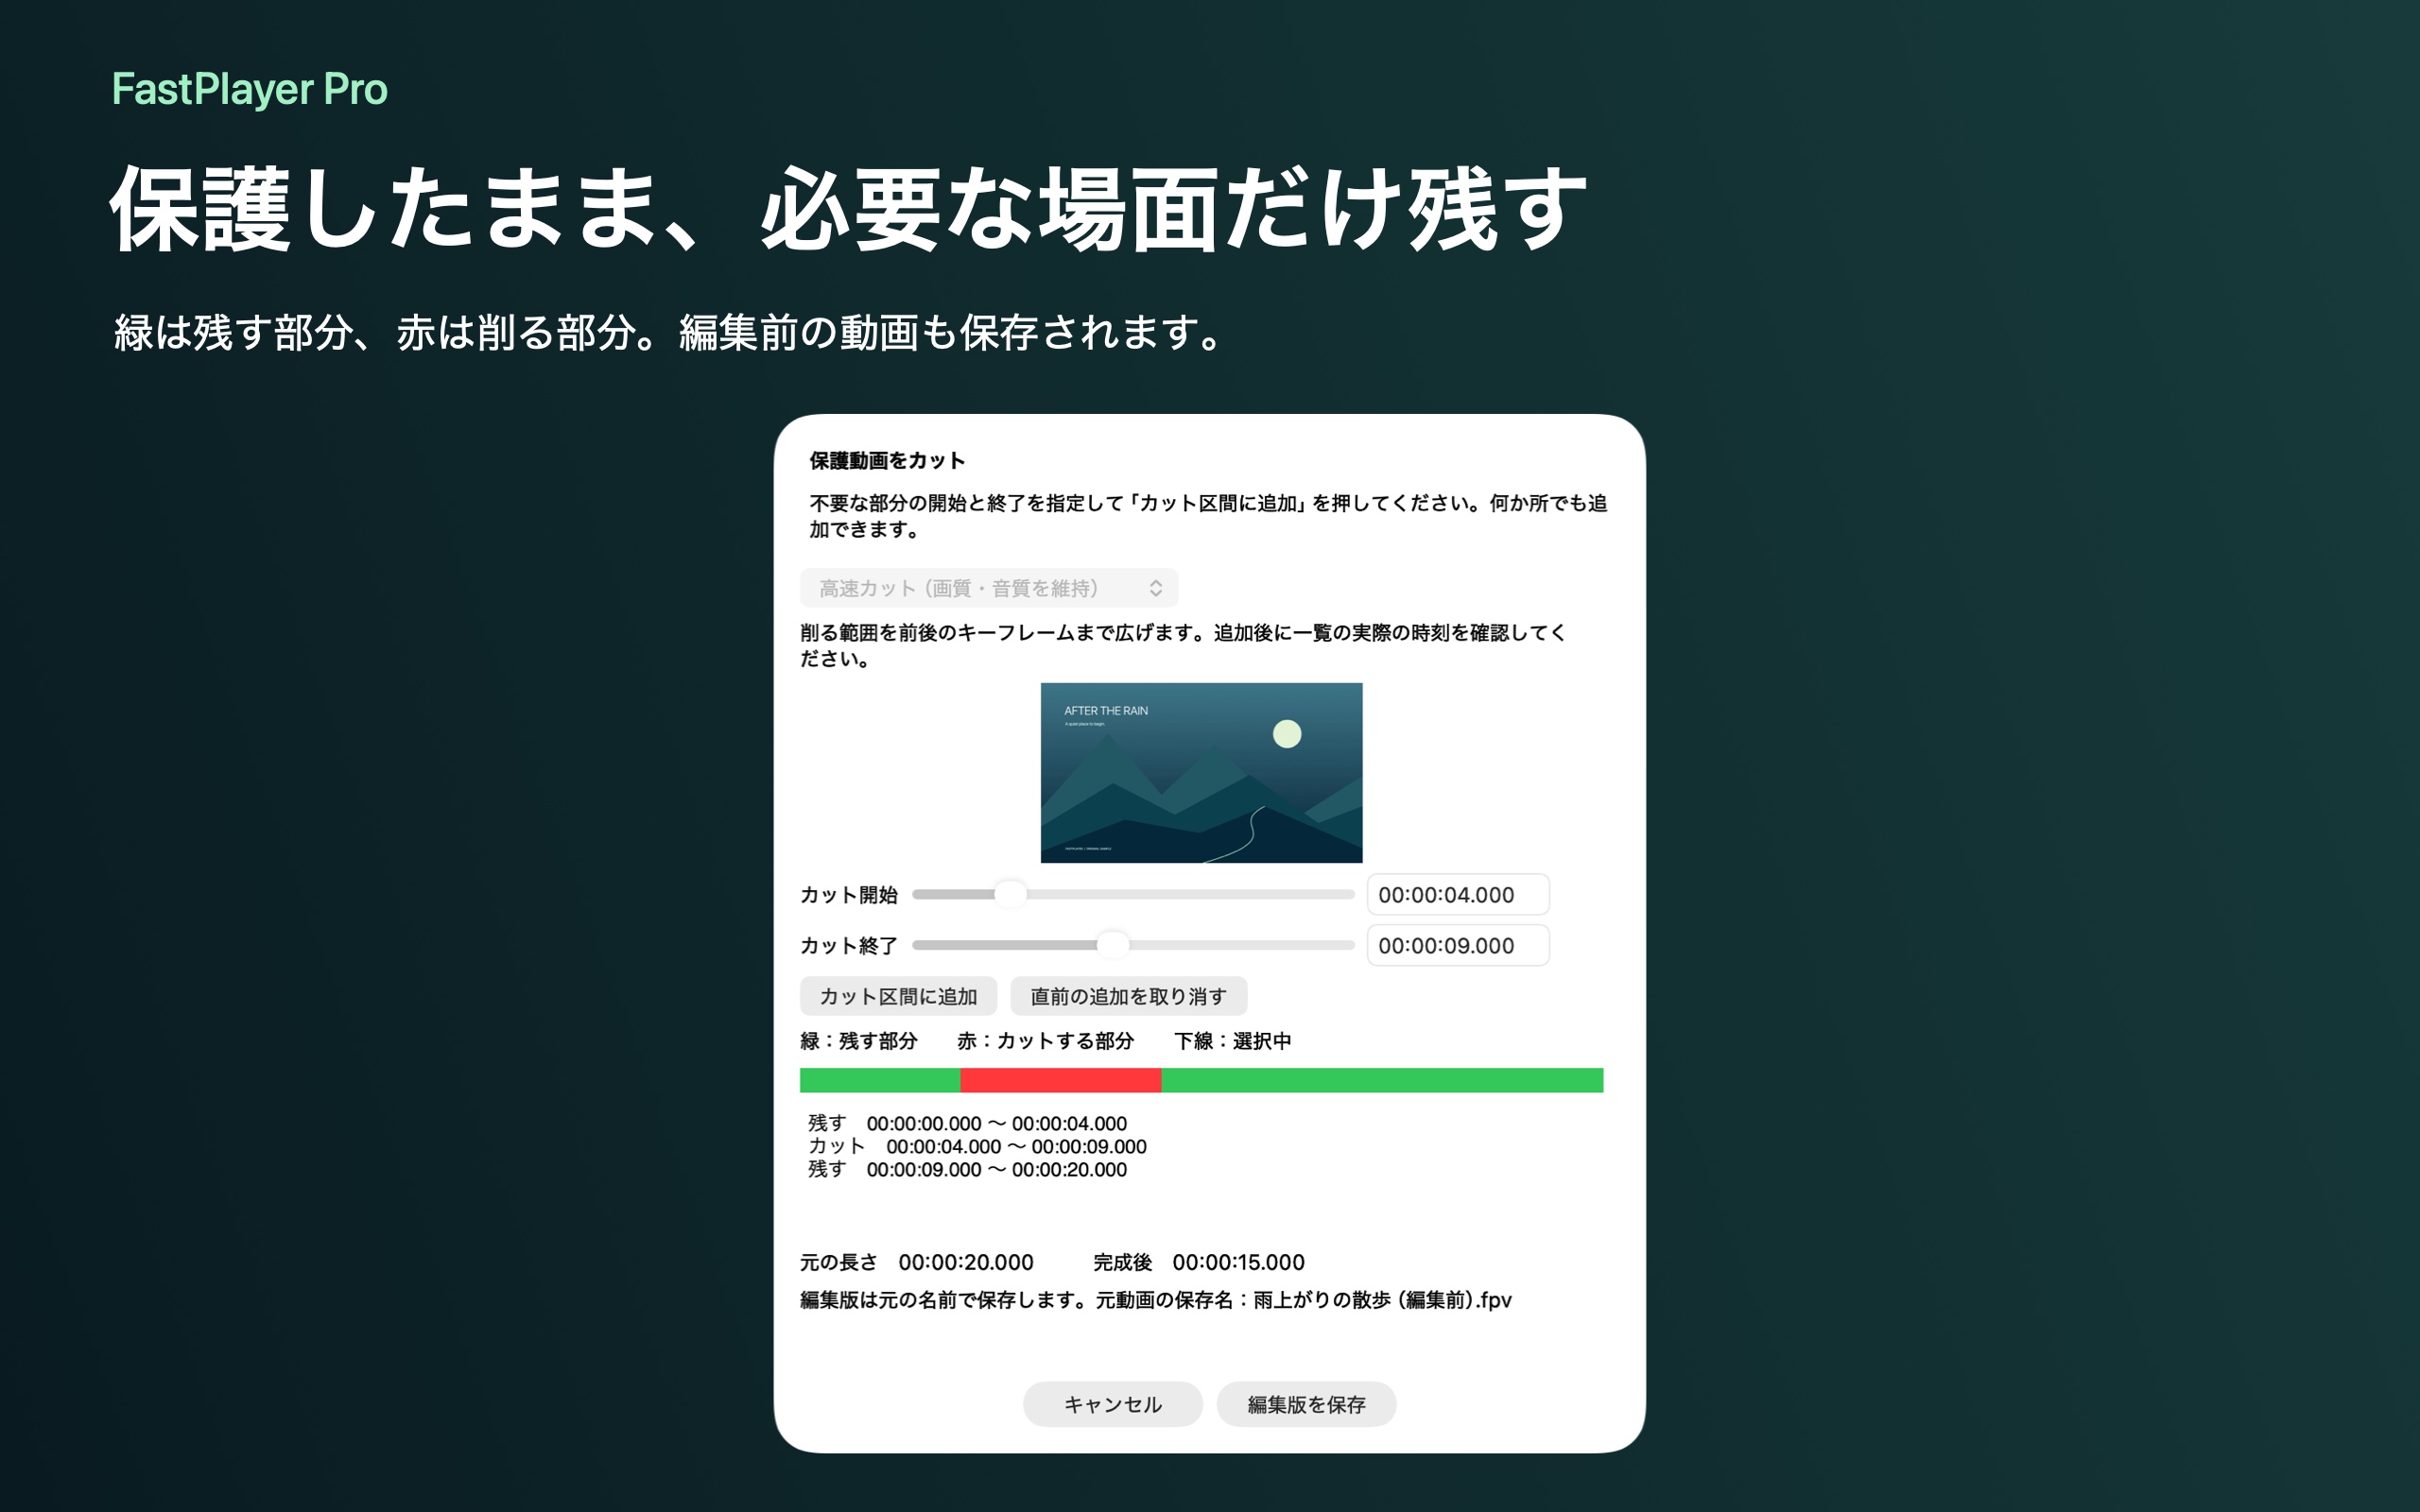 FastPlayer Pro
保護したまま、必要な場面だけ残す
緑は残す部分、赤は削る部分。編集前の動画も保存されます。
保護動画をカット
不要な部分の開始と終了を指定して「カット区間に追加」を押してください。何か所でも追
加できます。
高速カット（画質・音質を維持）
削る範囲を前後のキーフレームまで広げます。追加後に一覧の実際の時刻を確認してく
ださい。
AFTER THE RAIN
A quiet place to begin.
FASTPLAYER / ORIGINAL SAMPLE
カット開始 00:00:04.000
カット終了 00:00:09.000
カット区間に追加 直前の追加を取り消す
緑：残す部分 赤：カットする部分 下線：選択中
残す 00:00:00.000 〜 00:00:04.000
カット 00:00:04.000 〜 00:00:09.000
残す 00:00:09.000 〜 00:00:20.000
元の長さ 00:00:20.000 完成後 00:00:15.000
編集版は元の名前で保存します。元動画の保存名：雨上がりの散歩（編集前）.fpv
キャンセル 編集版を保存